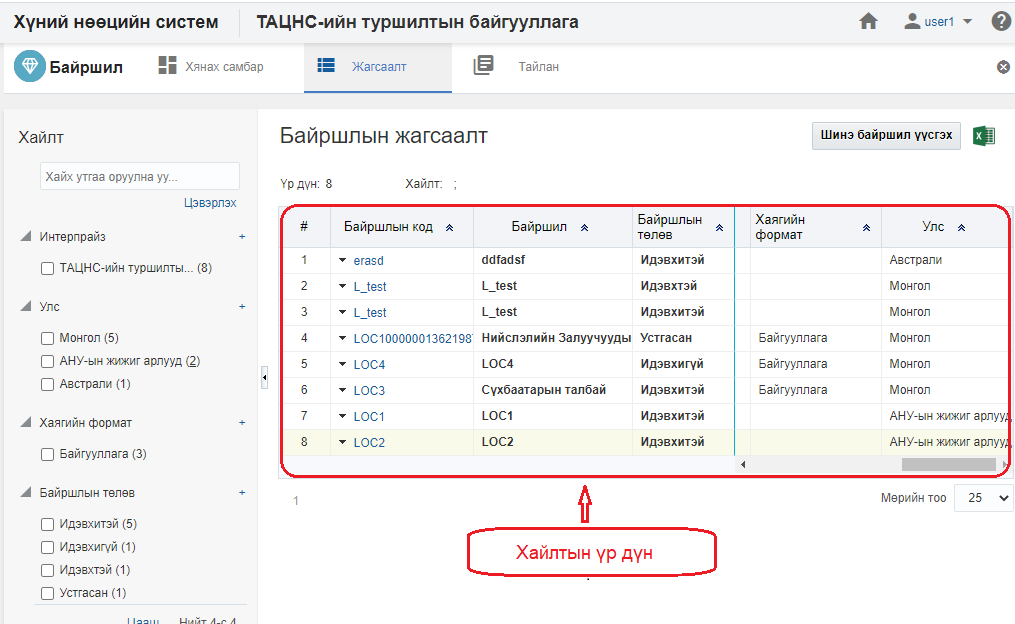 Хүний нөөцийн систем
ТАЦНС-ийн туршилтын байгууллага
user1
Байршил
Хянах самбар
Жагсаалт
Тайлан
Хайлт
Хайх утгаа оруулна уу...
Цэвэрлэх
Интерпрайз +
ТАЦНС-ийн туршилты... (8)
Улс +
Монгол (5)
АНУ-ын жижиг арлууд (2)
Австрали (1)
Хаягийн формат +
Байгууллага (3)
Байршлын төлөв +
Идэвхитэй (5)
Идэвхигүй (1)
Идэвхтэй (1)
Устгасан (1)
Цааш Нийт 4-с 4
Байршлын жагсаалт
Шинэ байршил үүсгэх
Үр дүн: 8 Хайлт: ;
# Байршлын код Байршил Байршлын төлөв Хаягийн формат Улс
1 erasd ddfadsf Идэвхитэй Австрали
2 L_test L_test Идэвхтэй Монгол
3 L_test L_test Идэвхитэй Монгол
4 LOC10000001362198 Нийслэлийн Залуучууды Устгасан Байгууллага Монгол
5 LOC4 LOC4 Идэвхигүй Байгууллага Монгол
6 LOC3 Сүхбаатарын талбай Идэвхитэй Байгууллага Монгол
7 LOC1 LOC1 Идэвхитэй АНУ-ын жижиг арлууд
8 LOC2 LOC2 Идэвхитэй АНУ-ын жижиг арлууд
1
Мөрийн тоо 25
Хайлтын үр дүн